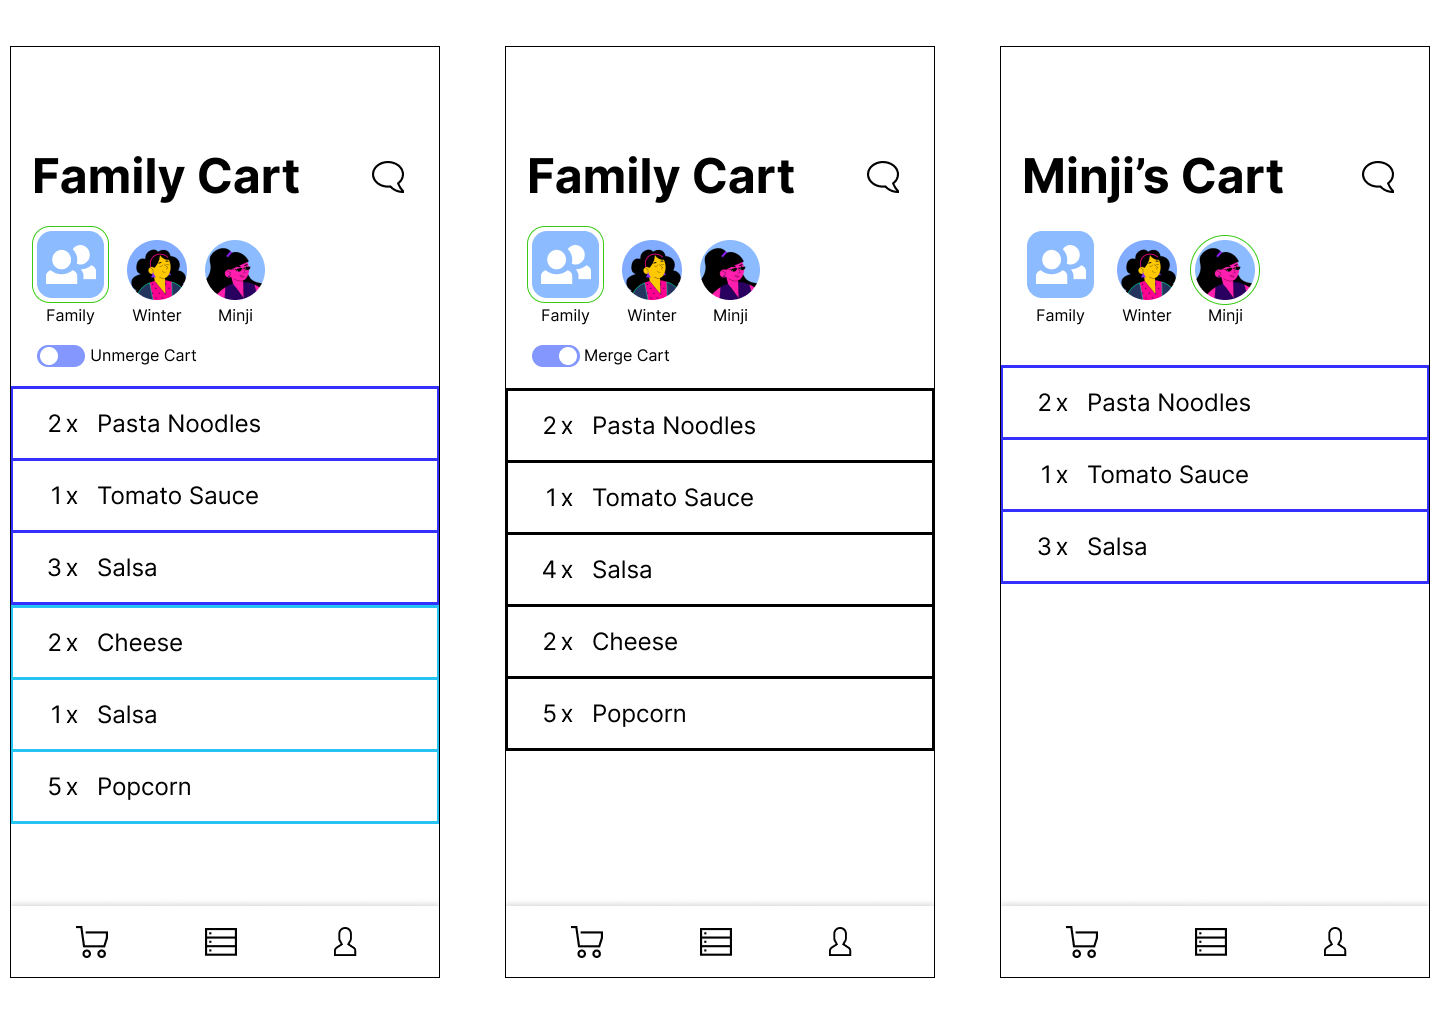 Family Cart
Family Winter Minji
Unmerge Cart
2 x Pasta Noodles
1 x Tomato Sauce
3 x Salsa
2 x Cheese
1 x Salsa
5 x Popcorn
Family Cart
Family Winter Minji
Merge Cart
2 x Pasta Noodles
1 x Tomato Sauce
4 x Salsa
2 x Cheese
5 x Popcorn
Minji’s Cart
Family Winter Minji
2 x Pasta Noodles
1 x Tomato Sauce
3 x Salsa